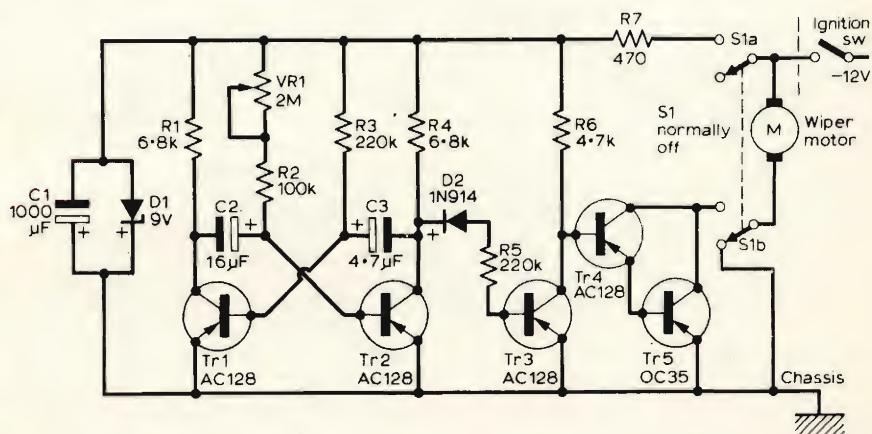 R7
470
S1a
Ignition
sw
-12V
VR1
2M
R1
6·8k
R3
220k
R4
6·8k
R6
4·7k
S1
normally
off
M
Wiper
motor
R2
100k
C1
1000
µF
+
D1
9V
+
C2
+
16µF
+
C3
+
4·7µF
D2
1N914
R5
220k
Tr4
AC128
S1b
Tr1
AC128
Tr2
AC128
Tr3
AC128
Tr5
OC35
Chassis